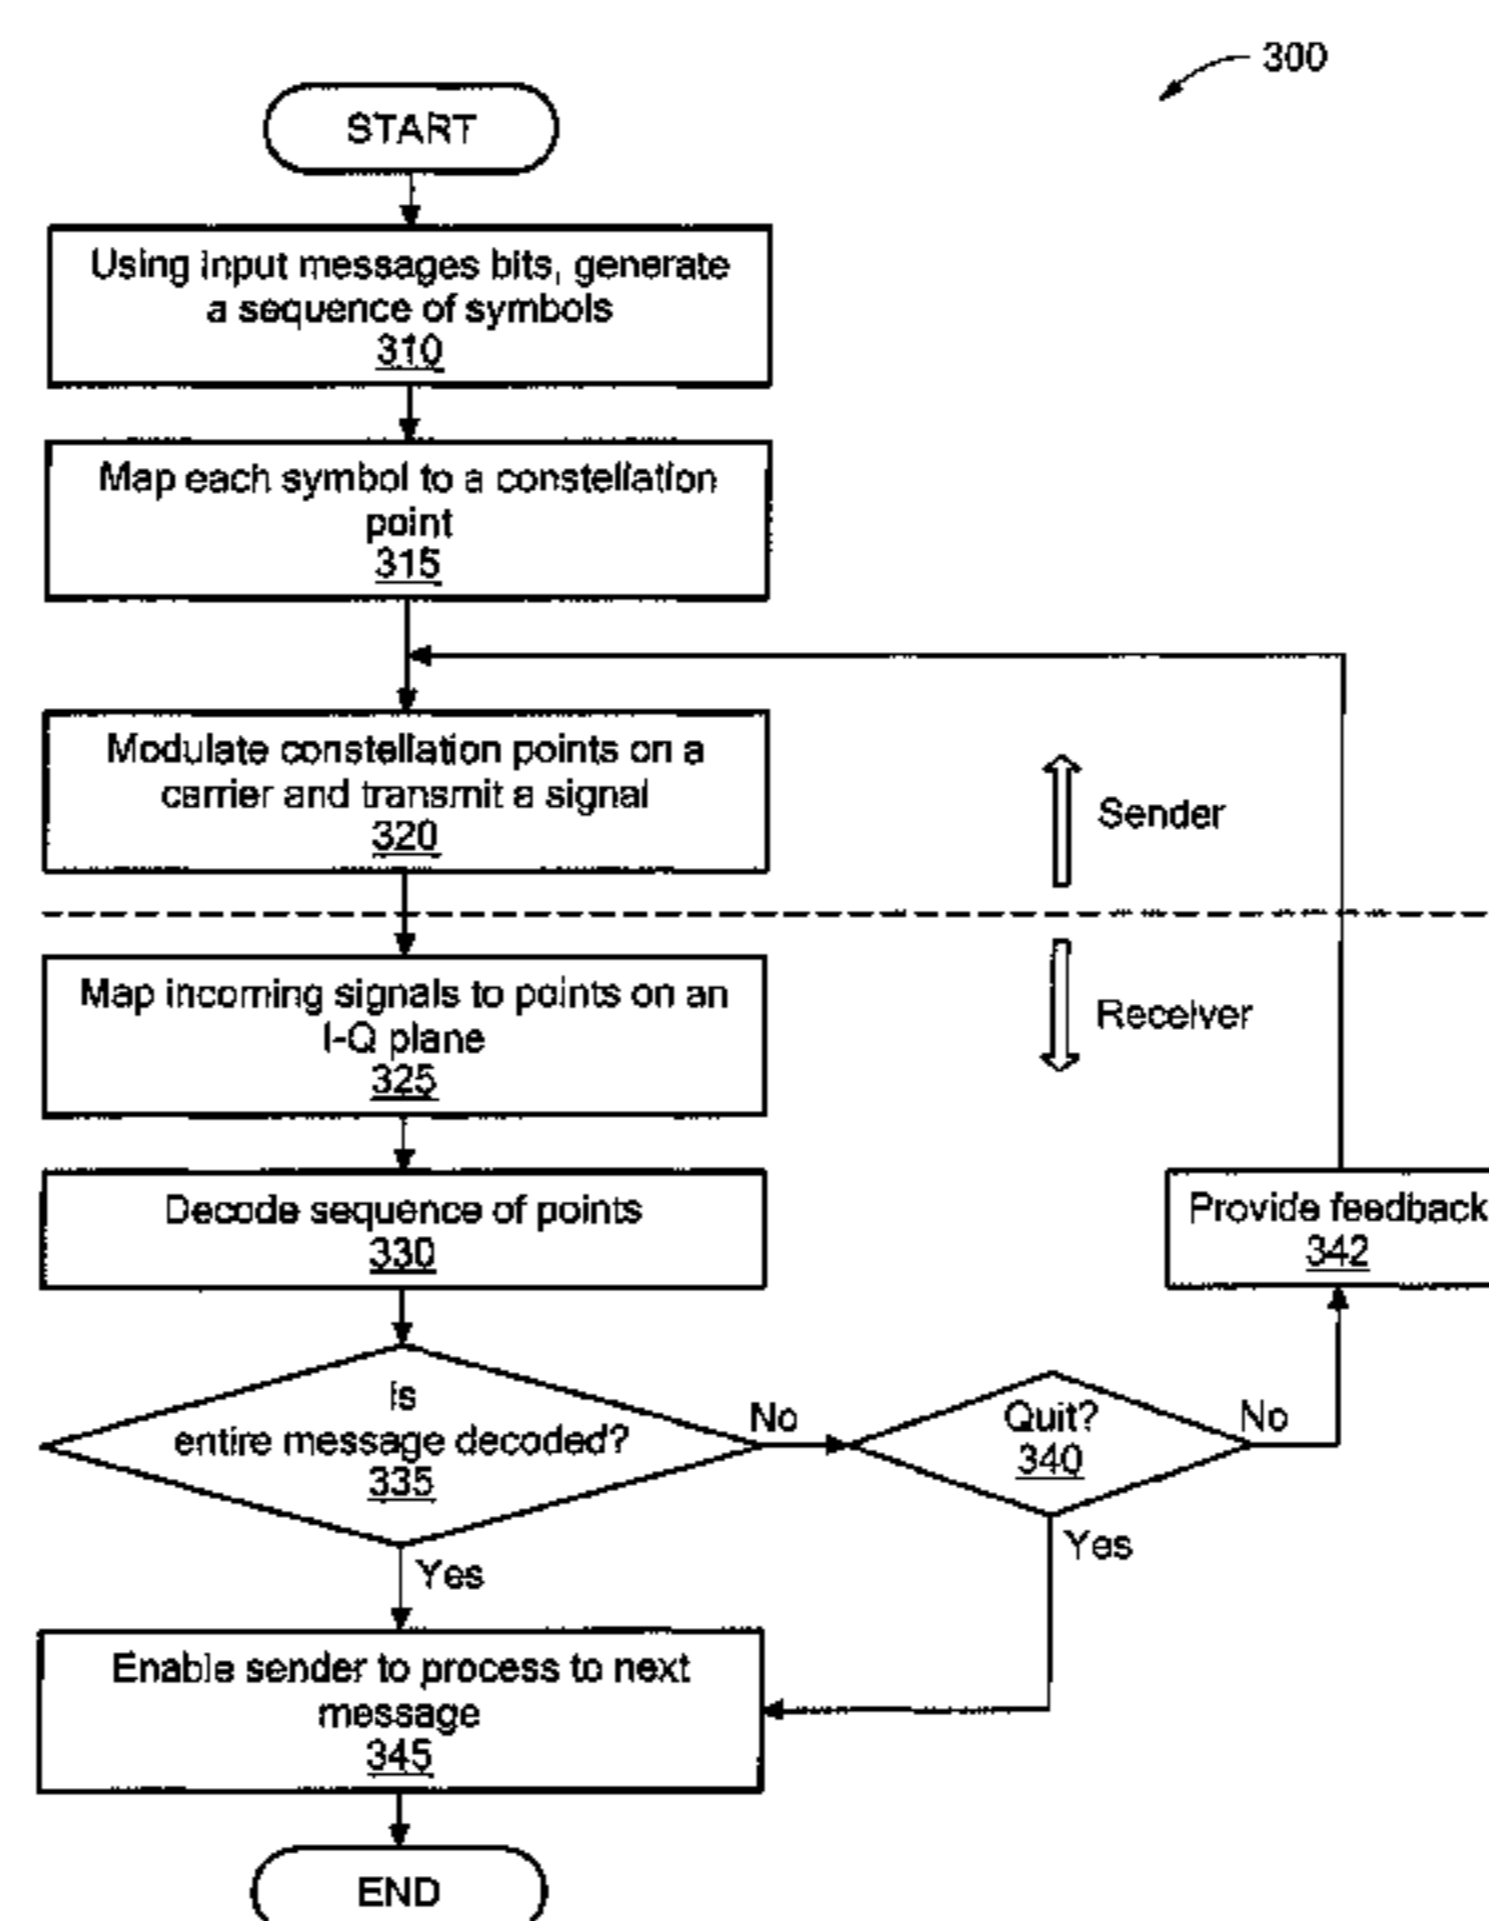 300
START
Using input messages bits, generate
a sequence of symbols
310
Map each symbol to a constellation
point
315
Modulate constellation points on a
carrier and transmit a signal
320
Sender
Map incoming signals to points on an
I-Q plane
325
Receiver
Decode sequence of points
330
Provide feedback
342
Is
entire message decoded?
335
No
Quit?
340
No
Yes
Yes
Enable sender to process to next
message
345
END